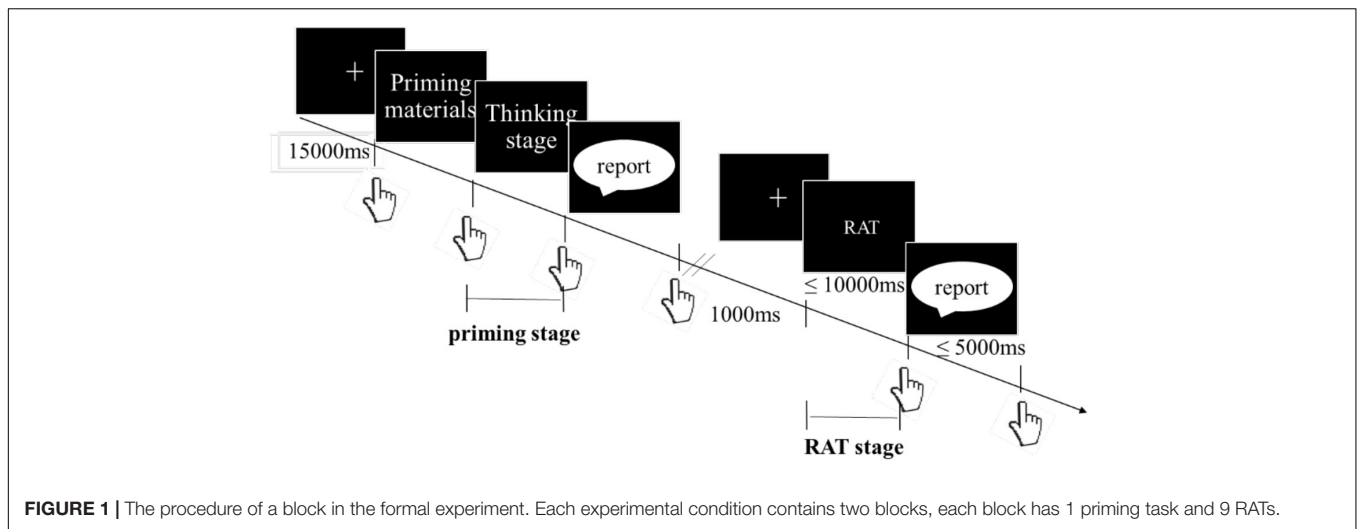 +
Priming
materials
Thinking
stage
report
15000ms
priming stage
+
RAT
report
1000ms
≤ 10000ms
≤ 5000ms
RAT stage
FIGURE 1 | The procedure of a block in the formal experiment. Each experimental condition contains two blocks, each block has 1 priming task and 9 RATs.